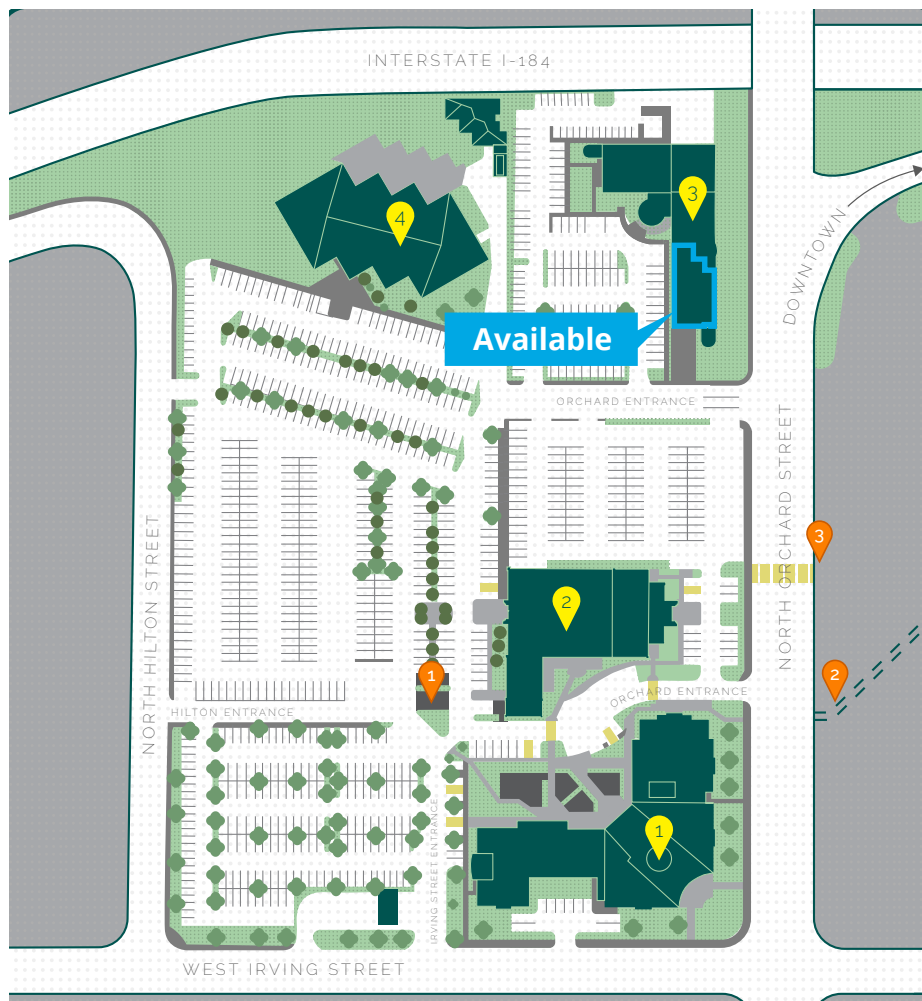 INTERSTATE I-184
3
4
DOWNTOWN
Available
ORCHARD ENTRANCE
NORTH ORCHARD STREET
3
NORTH HILTON STREET
2
1
2
ORCHARD ENTRANCE
HILTON ENTRANCE
1
IRVING STREET ENTRANCE
WEST IRVING STREET